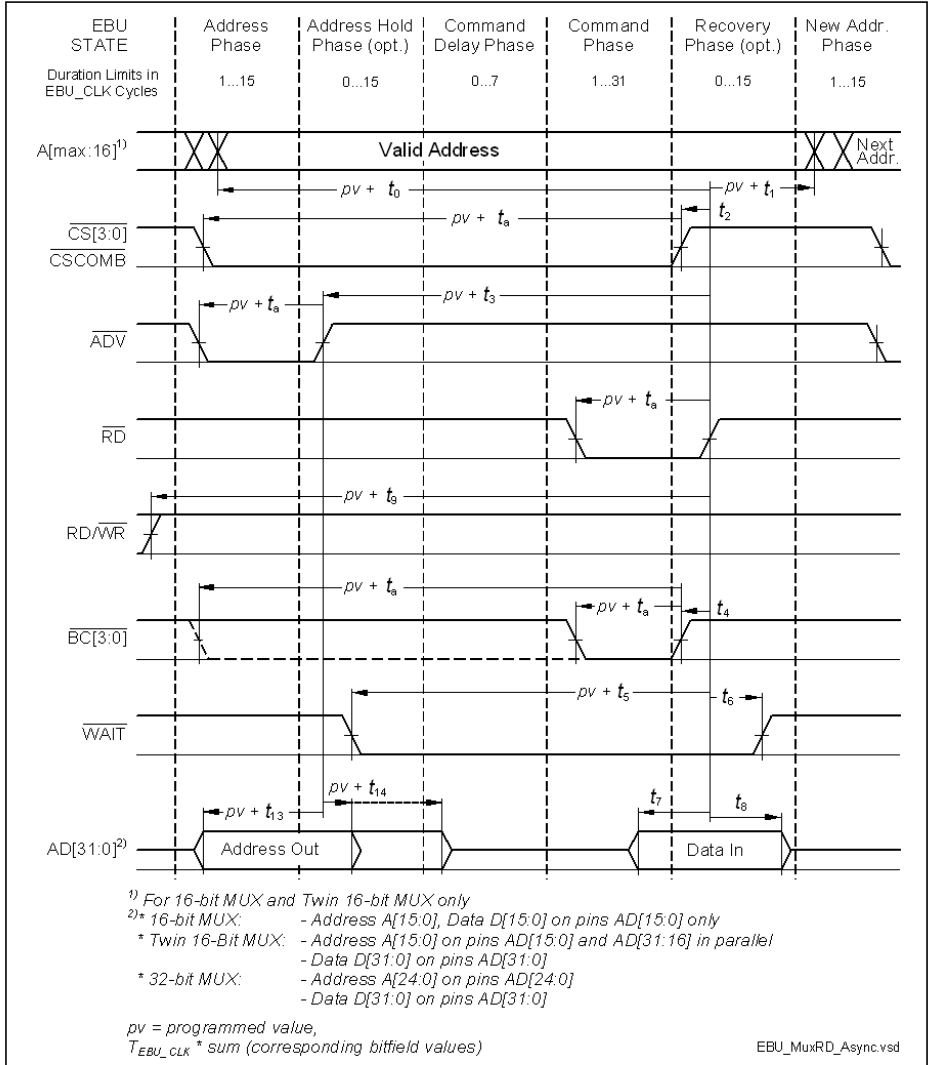 EBU STATE Address Phase Address Hold Phase (opt.) Command Delay Phase Command Phase Recovery Phase (opt.) New Addr. Phase
Duration Limits in EBU_CLK Cycles 1...15 0...15 0...7 1...31 0...15 1...15
A[max:16]1) Valid Address Next Addr.
pv + t0 pv + t1
pv + ta t2
CS[3:0]
CSCOMB
pv + t3
pv + ta
ADV
pv + ta
RD
pv + t9
RD/WR
pv + ta
pv + ta t4
BC[3:0]
pv + t5 t6
WAIT
pv + t14
pv + t13 t7 t8
AD[31:0]2) Address Out Data In
1) For 16-bit MUX and Twin 16-bit MUX only
2)* 16-bit MUX: - Address A[15:0], Data D[15:0] on pins AD[15:0] only
* Twin 16-Bit MUX: - Address A[15:0] on pins AD[15:0] and AD[31:16] in parallel
- Data D[31:0] on pins AD[31:0]
* 32-bit MUX: - Address A[24:0] on pins AD[24:0]
- Data D[31:0] on pins AD[31:0]
pv = programmed value,
TEBU_CLK * sum (corresponding bitfield values) EBU_MuxRD_Async.vsd